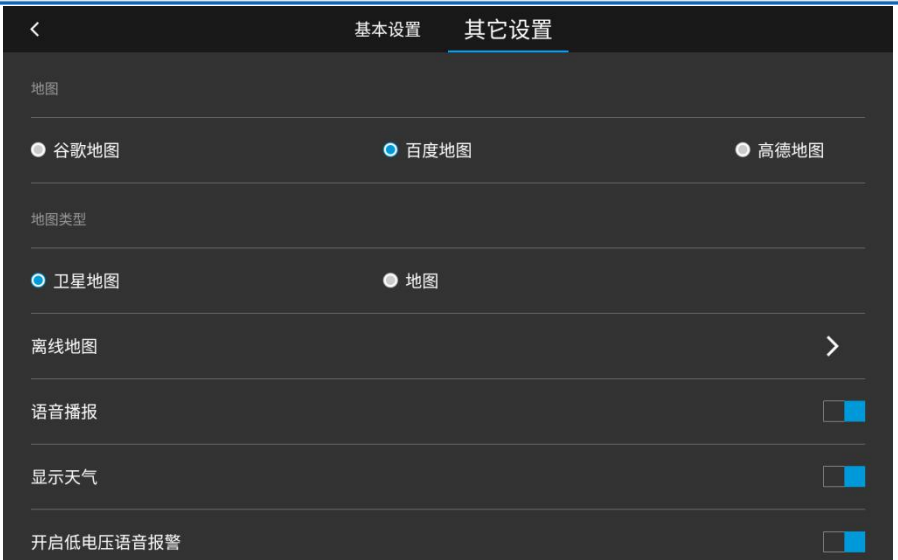 基本设置 其它设置
地图
谷歌地图 百度地图 高德地图
地图类型
卫星地图 地图
离线地图
语音播报
显示天气
开启低电压语音报警